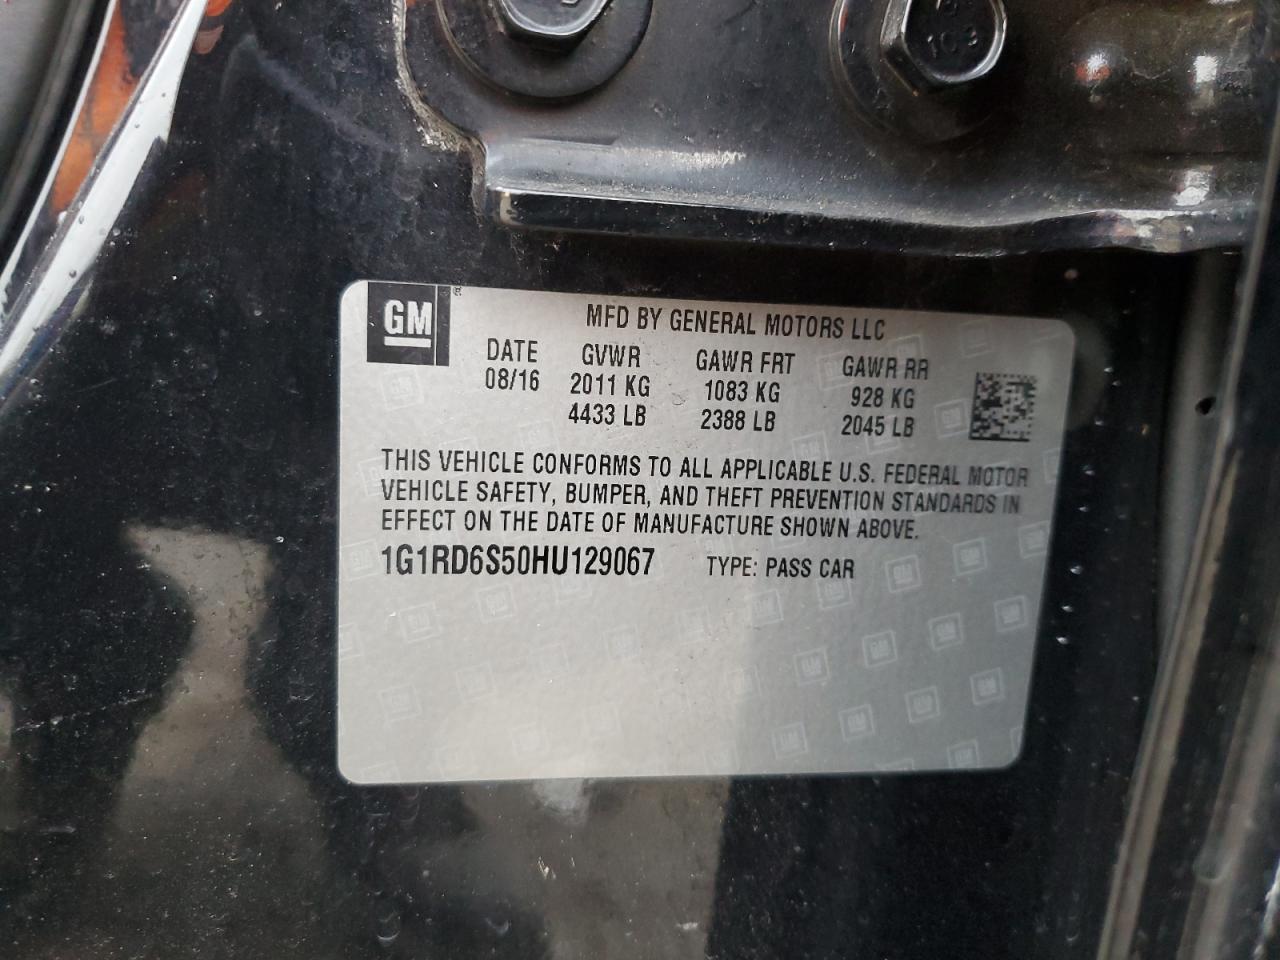 GM
MFD BY GENERAL MOTORS LLC
DATE GVWR GAWR FRT GAWR RR
08/16 2011 KG 1083 KG 928 KG
4433 LB 2388 LB 2045 LB
THIS VEHICLE CONFORMS TO ALL APPLICABLE U.S. FEDERAL MOTOR
VEHICLE SAFETY, BUMPER, AND THEFT PREVENTION STANDARDS IN
EFFECT ON THE DATE OF MANUFACTURE SHOWN ABOVE.
1G1RD6S50HU129067 TYPE: PASS CAR